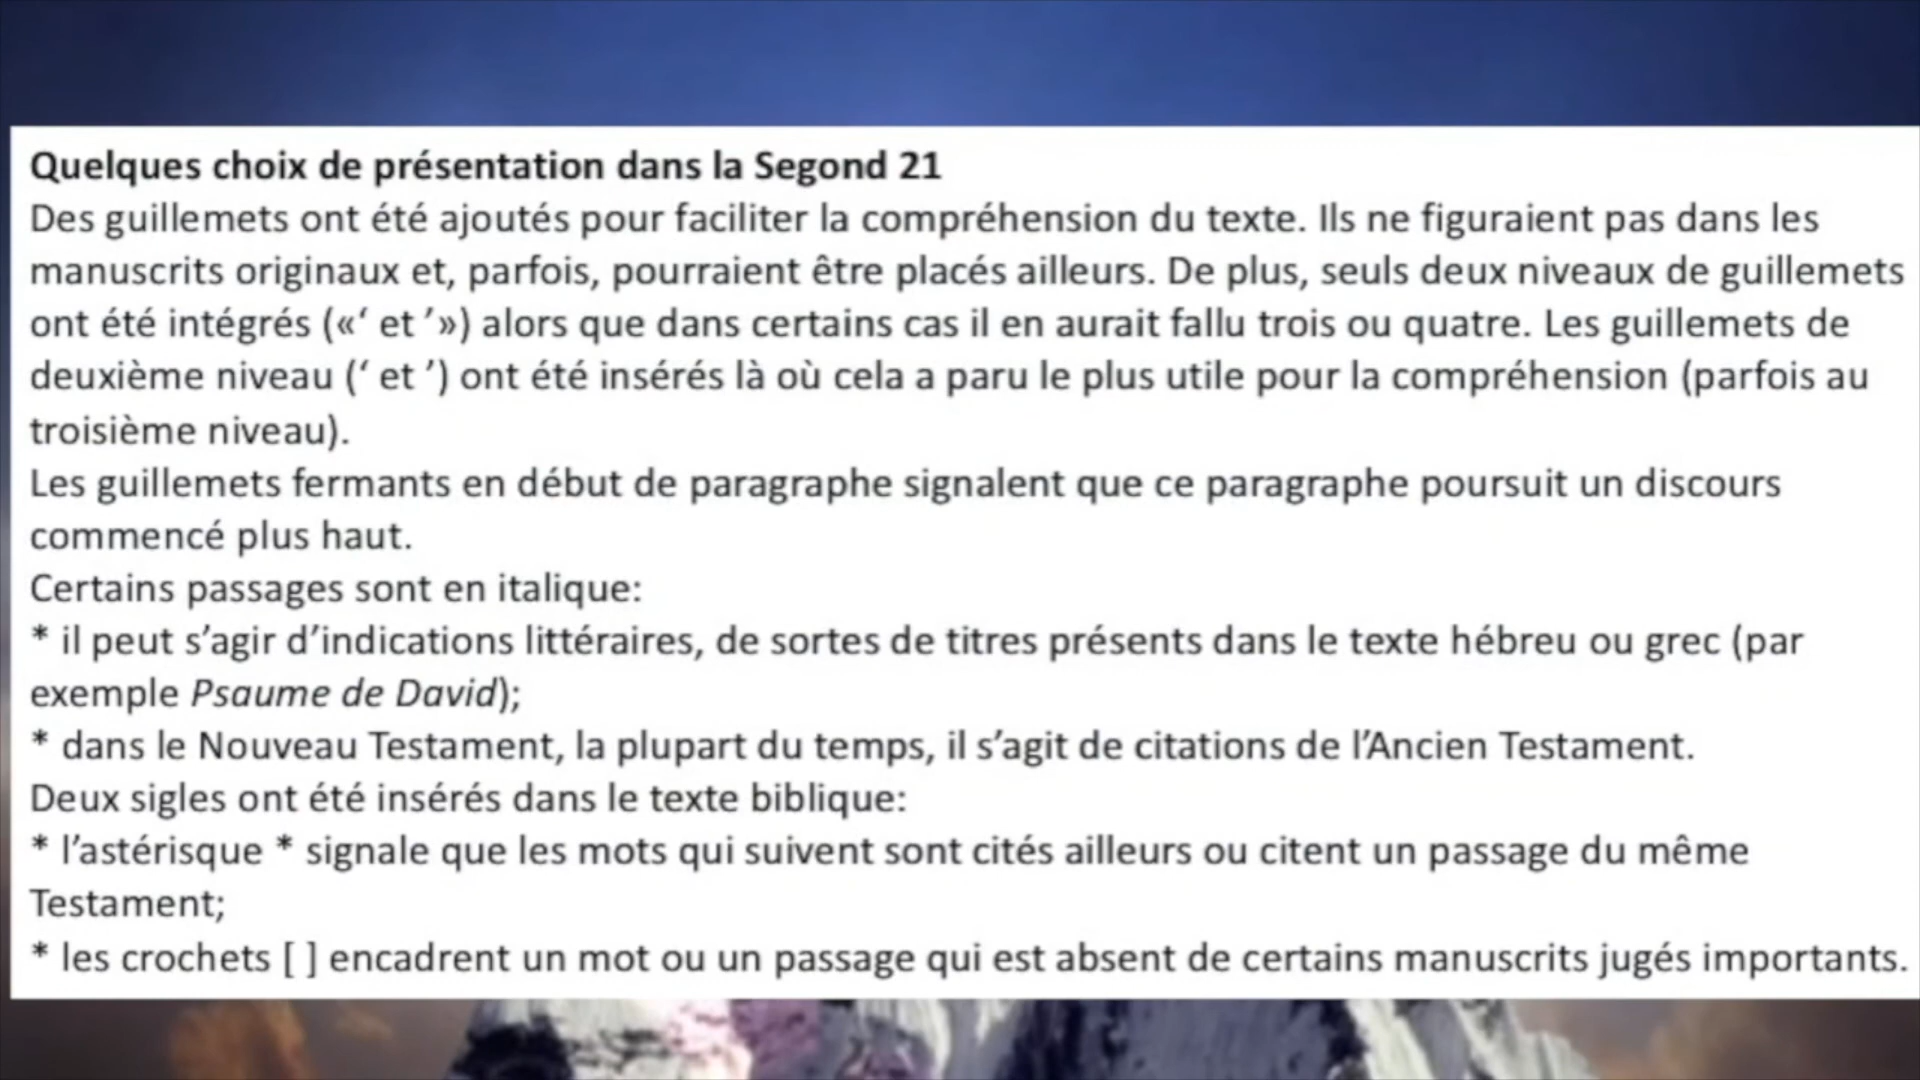 Quelques choix de présentation dans la Segond 21
Des guillemets ont été ajoutés pour faciliter la compréhension du texte. Ils ne figuraient pas dans les
manuscrits originaux et, parfois, pourraient être placés ailleurs. De plus, seuls deux niveaux de guillemets
ont été intégrés («‘ et ’») alors que dans certains cas il en aurait fallu trois ou quatre. Les guillemets de
deuxième niveau (‘ et ’) ont été insérés là où cela a paru le plus utile pour la compréhension (parfois au
troisième niveau).
Les guillemets fermants en début de paragraphe signalent que ce paragraphe poursuit un discours
commencé plus haut.
Certains passages sont en italique:
* il peut s’agir d’indications littéraires, de sortes de titres présents dans le texte hébreu ou grec (par
exemple Psaume de David);
* dans le Nouveau Testament, la plupart du temps, il s’agit de citations de l’Ancien Testament.
Deux sigles ont été insérés dans le texte biblique:
* l’astérisque * signale que les mots qui suivent sont cités ailleurs ou citent un passage du même
Testament;
* les crochets [ ] encadrent un mot ou un passage qui est absent de certains manuscrits jugés importants.